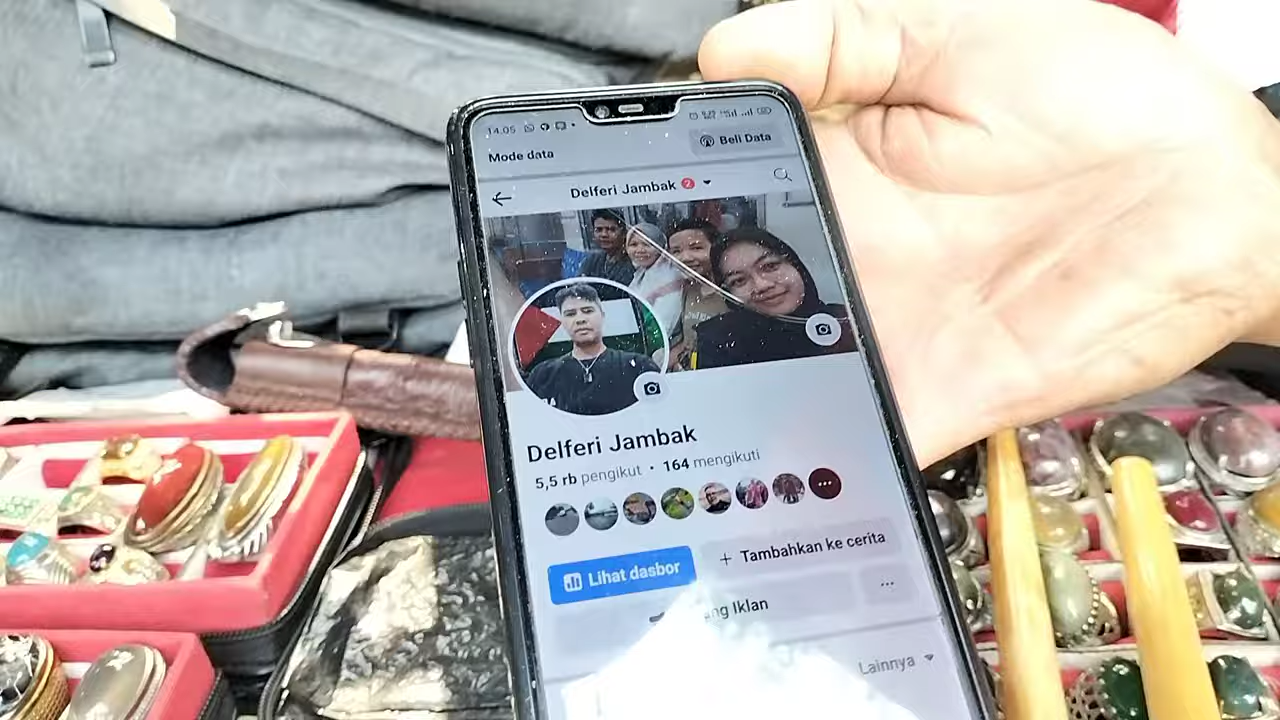 14.05
Beli Data
Mode data
Delferi Jambak 2
Delferi Jambak
5,5 rb pengikut • 164 mengikuti
Lihat dasbor
+ Tambahkan ke cerita
Iklan
Lainnya